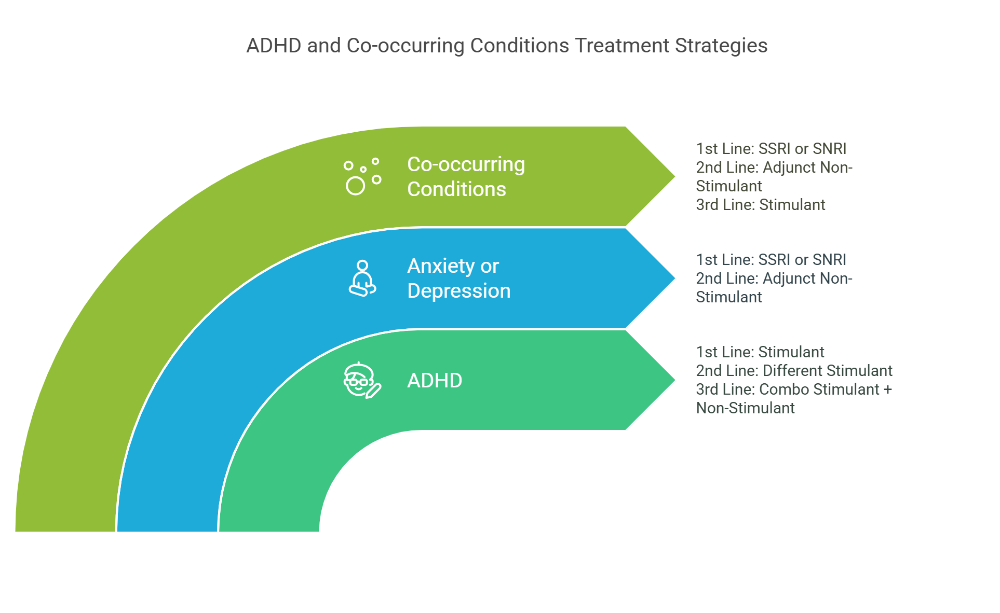 ADHD and Co-occurring Conditions Treatment Strategies
Co-occurring
Conditions
1st Line: SSRI or SNRI
2nd Line: Adjunct Non-
Stimulant
3rd Line: Stimulant
Anxiety or
Depression
1st Line: SSRI or SNRI
2nd Line: Adjunct Non-
Stimulant
ADHD
1st Line: Stimulant
2nd Line: Different Stimulant
3rd Line: Combo Stimulant +
Non-Stimulant